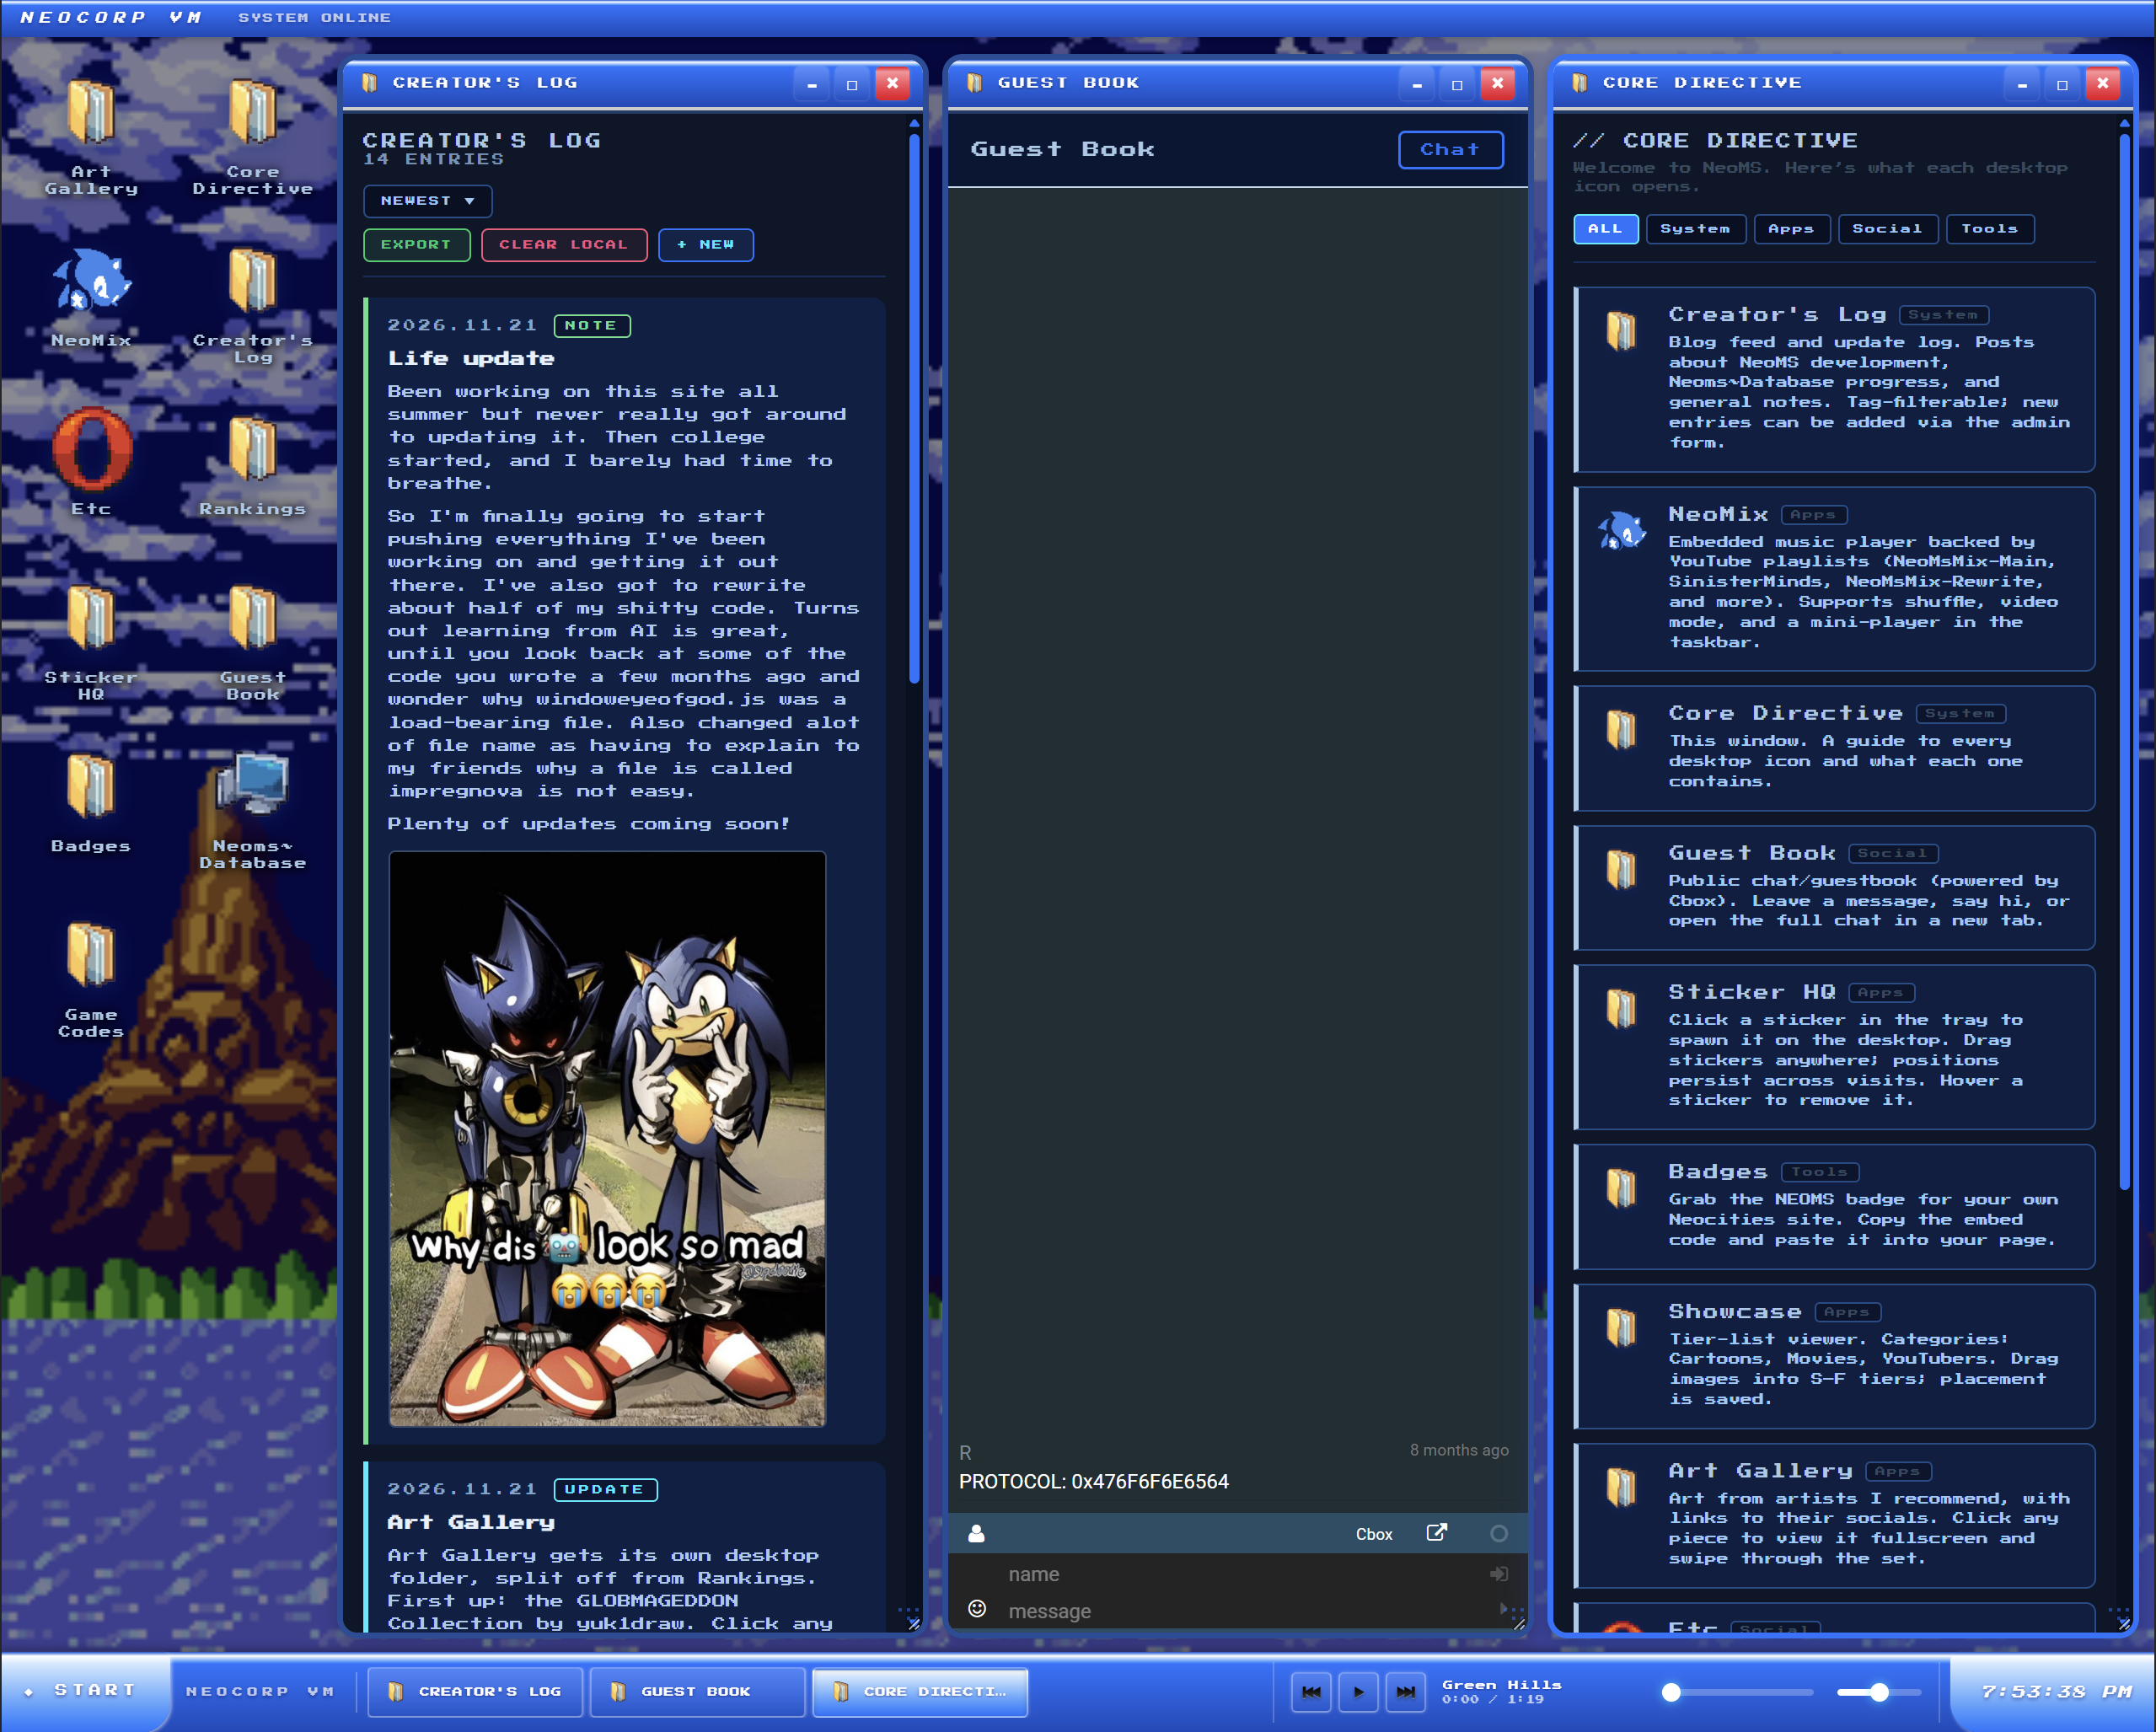 NEOCORP VM SYSTEM ONLINE
Art
Gallery
Core
Directive
NeoMix
Creator's
Log
Etc
Rankings
Sticker
HQ
Guest
Book
Badges
Neoms~
Database
Game
Codes
CREATOR'S LOG
CREATOR'S LOG
14 ENTRIES
NEWEST ▼
EXPORT CLEAR LOCAL + NEW
2026.11.21 NOTE
Life update
Been working on this site all
summer but never really got around
to updating it. Then college
started, and I barely had time to
breathe.
So I'm finally going to start
pushing everything I've been
working on and getting it out
there. I've also got to rewrite
about half of my shitty code. Turns
out learning from AI is great,
until you look back at some of the
code you wrote a few months ago and
wonder why windoweyeofgod.js was a
load-bearing file. Also changed alot
of file name as having to explain to
my friends why a file is called
impregnova is not easy.
Plenty of updates coming soon!
Why dis 🤖 look so mad
😭😭😭
2026.11.21 UPDATE
Art Gallery
Art Gallery gets its own desktop
folder, split off from Rankings.
First up: the GLOBMAGEDDON
Collection by yuk1draw. Click any
GUEST BOOK
Guest Book Chat
R 8 months ago
PROTOCOL: 0x476F6F6E6564
Cbox
name
message
CORE DIRECTIVE
// CORE DIRECTIVE
Welcome to NeoMS. Here's what each desktop
icon opens.
ALL System Apps Social Tools
Creator's Log System
Blog feed and update log. Posts
about NeoMS development,
Neoms~Database progress, and
general notes. Tag-filterable; new
entries can be added via the admin
form.
NeoMix Apps
Embedded music player backed by
YouTube playlists (NeoMsMix-Main,
SinisterMinds, NeoMsMix-Rewrite,
and more). Supports shuffle, video
mode, and a mini-player in the
taskbar.
Core Directive System
This window. A guide to every
desktop icon and what each one
contains.
Guest Book Social
Public chat/guestbook (powered by
Cbox). Leave a message, say hi, or
open the full chat in a new tab.
Sticker HQ Apps
Click a sticker in the tray to
spawn it on the desktop. Drag
stickers anywhere; positions
persist across visits. Hover a
sticker to remove it.
Badges Tools
Grab the NEOMS badge for your own
Neocities site. Copy the embed
code and paste it into your page.
Showcase Apps
Tier-list viewer. Categories:
Cartoons, Movies, YouTubers. Drag
images into S-F tiers; placement
is saved.
Art Gallery Apps
Art from artists I recommend, with
links to their socials. Click any
piece to view it fullscreen and
swipe through the set.
Etc Social
START NEOCORP VM CREATOR'S LOG GUEST BOOK CORE DIRECTI...
Green Hills
0:00 / 1:19
7:53:38 PM